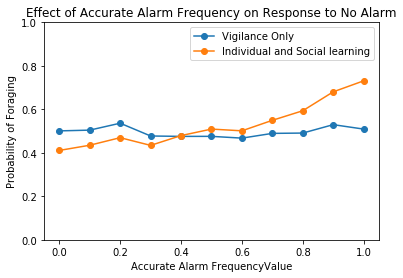 Effect of Accurate Alarm Frequency on Response to No Alarm
Vigilance Only
Individual and Social learning
Probability of Foraging
1.0
0.8
0.6
0.4
0.2
0.0
0.0 0.2 0.4 0.6 0.8 1.0
Accurate Alarm FrequencyValue